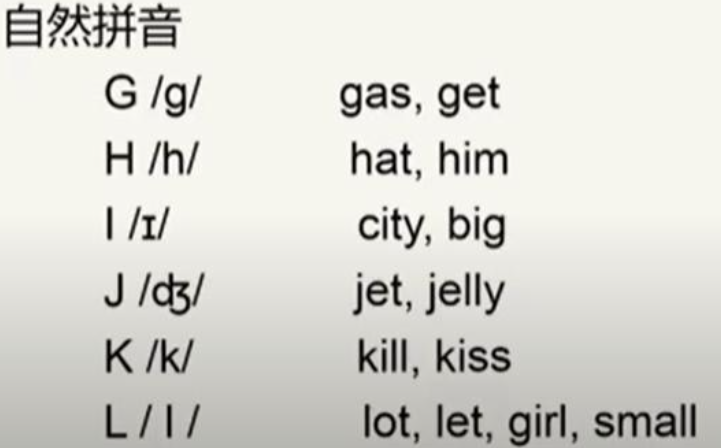 自然拼音
G /g/ gas, get
H /h/ hat, him
I /ɪ/ city, big
J /ʤ/ jet, jelly
K /k/ kill, kiss
L / l / lot, let, girl, small